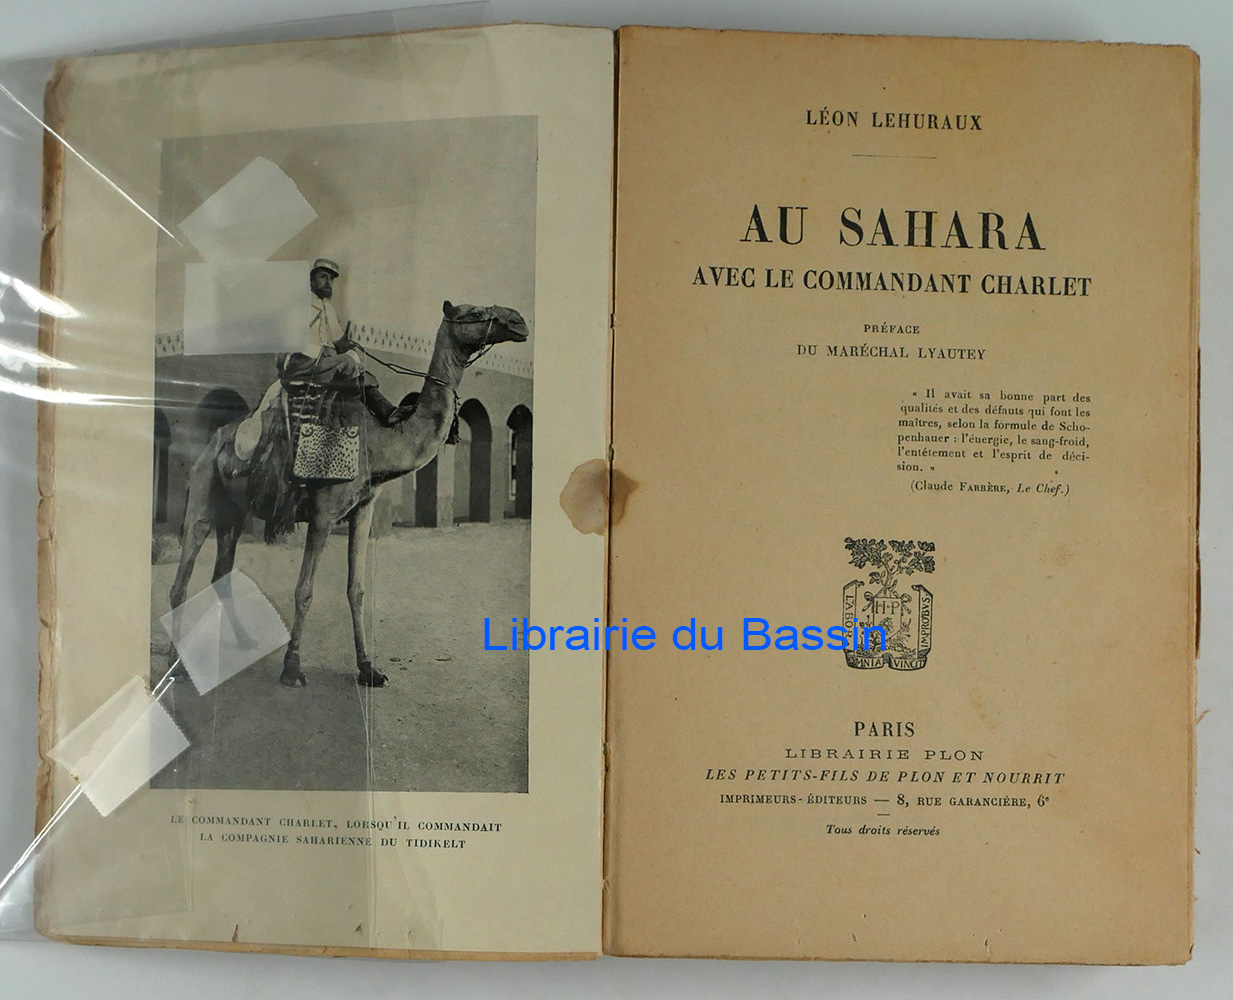 LE COMMANDANT CHARLET, LORSQU'IL COMMANDAIT
LA COMPAGNIE SAHARIENNE DU TIDIKELT
LÉON LEHURAUX
AU SAHARA
AVEC LE COMMANDANT CHARLET
PRÉFACE
DU MARÉCHAL LYAUTEY
« Il avait sa bonne part des
qualités et des défauts qui font les
maîtres, selon la formule de Scho-
penhauer : l'énergie, le sang-froid,
l'entêtement et l'esprit de déci-
sion. »
(Claude FARRÈRE, Le Chef.)
H·P
LABOR
IMPROBVS
OMNIA VINCIT
Librairie du Bassin
PARIS
LIBRAIRIE PLON
LES PETITS-FILS DE PLON ET NOURRIT
IMPRIMEURS-ÉDITEURS — 8, RUE GARANCIÈRE, 6e
Tous droits réservés